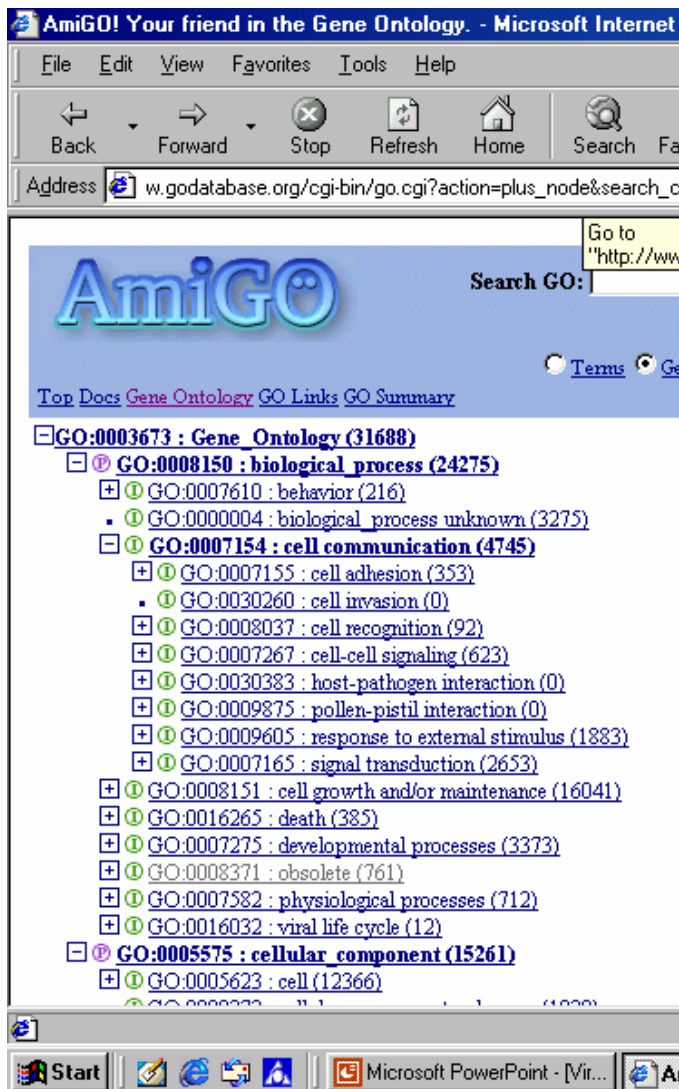 AmiGO! Your friend in the Gene Ontology. - Microsoft Internet
File Edit View Favorites Tools Help
Back Forward Stop Refresh Home Search Fa
Address w.godatabase.org/cgi-bin/go.cgi?action=plus_node&search_c
Go to
"http://ww
AmiGO
Search GO:
Terms Ge
Top Docs Gene Ontology GO Links GO Summary
GO:0003673 : Gene_Ontology (31688)
GO:0008150 : biological_process (24275)
GO:0007610 : behavior (216)
GO:0000004 : biological_process unknown (3275)
GO:0007154 : cell communication (4745)
GO:0007155 : cell adhesion (353)
GO:0030260 : cell invasion (0)
GO:0008037 : cell recognition (92)
GO:0007267 : cell-cell signaling (623)
GO:0030383 : host-pathogen interaction (0)
GO:0009875 : pollen-pistil interaction (0)
GO:0009605 : response to external stimulus (1883)
GO:0007165 : signal transduction (2653)
GO:0008151 : cell growth and/or maintenance (16041)
GO:0016265 : death (385)
GO:0007275 : developmental processes (3373)
GO:0008371 : obsolete (761)
GO:0007582 : physiological processes (712)
GO:0016032 : viral life cycle (12)
GO:0005575 : cellular_component (15261)
GO:0005623 : cell (12366)
Start Microsoft PowerPoint - [Vir... A